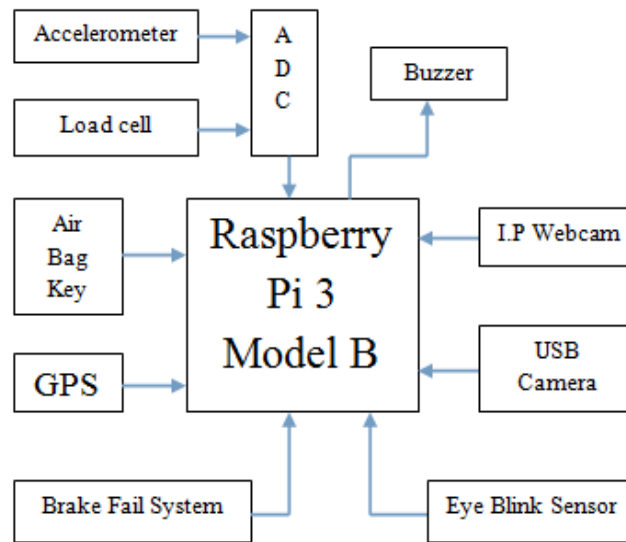 Accelerometer
A
D
C
Buzzer
Load cell
Air
Bag
Key
Raspberry
Pi 3
Model B
I.P Webcam
GPS
USB
Camera
Brake Fail System
Eye Blink Sensor